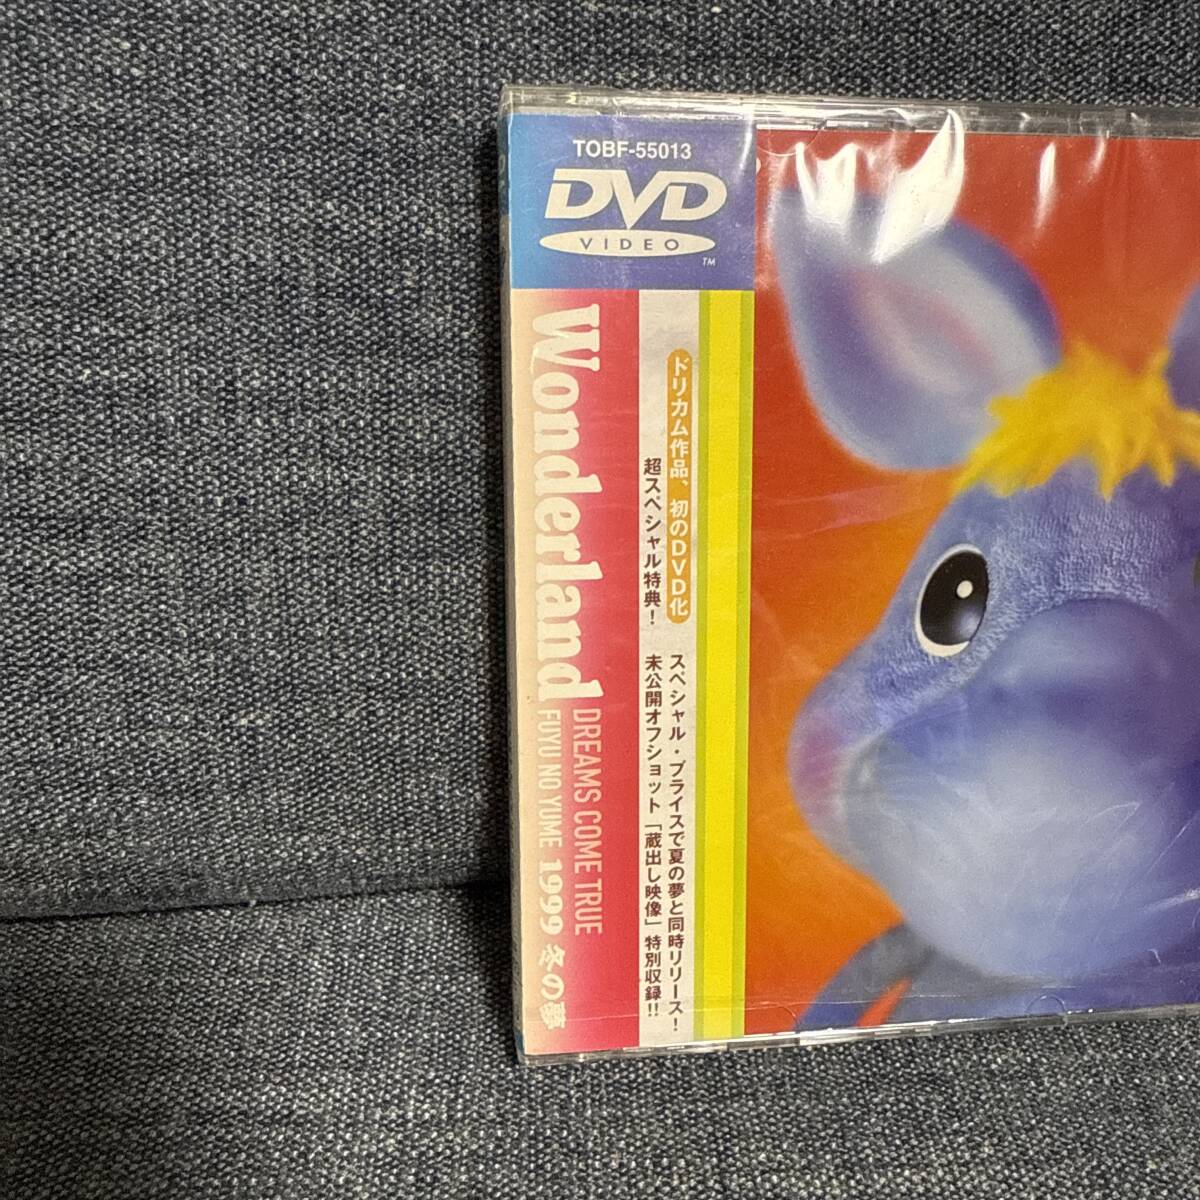 TOBF-55013
DVD
VIDEO
TM
Wonderland
DREAMS COME TRUE
FUYU NO YUME 1999 冬の夢
ドリカム作品、初のDVD化
超スペシャル特典!
スペシャル・プライスで夏の夢と同時リリース!
未公開オフショット「蔵出し映像」特別収録!!